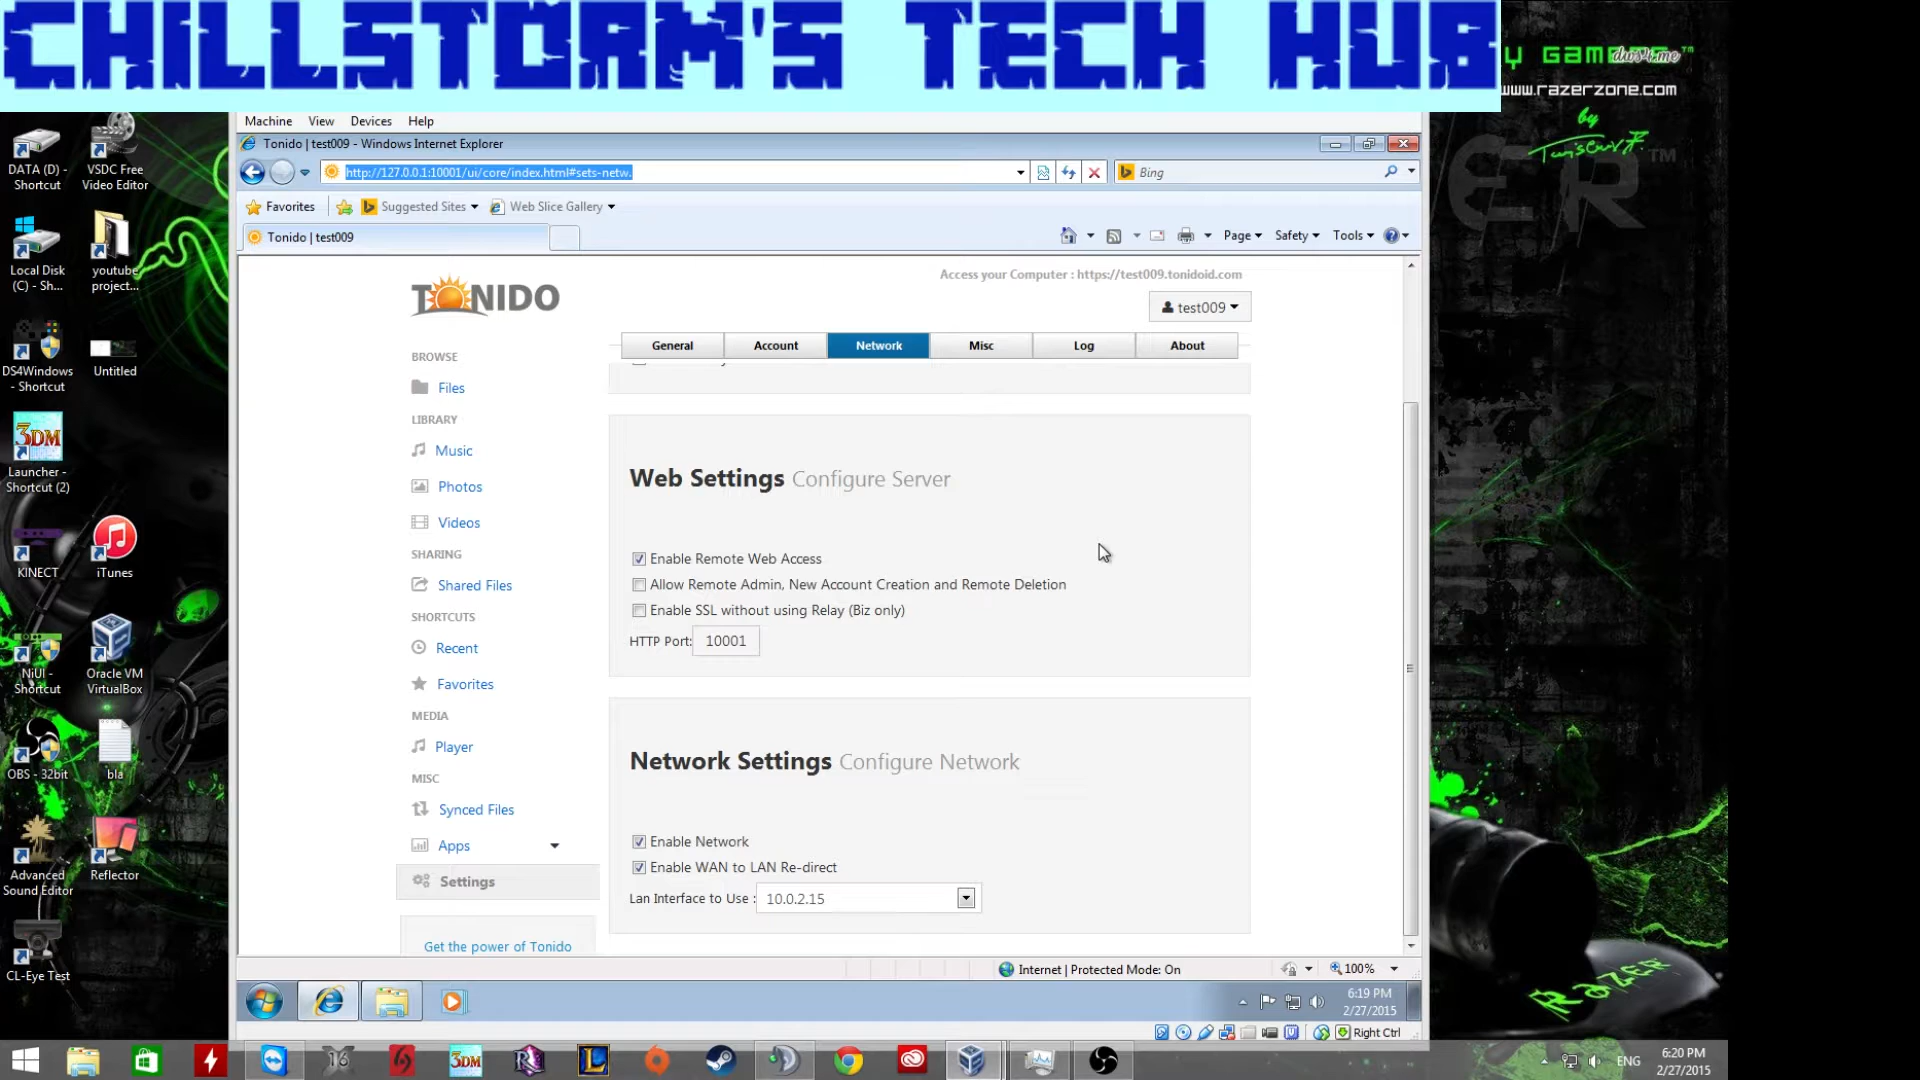 CHILLSTORM'S TECH HUB
Y GAMERS™
dws4.me
www.razerzone.com
by
Machine View Devices Help
Tonido | test009 - Windows Internet Explorer
http://127.0.0.1:10001/ui/core/index.html#sets-netw.
Bing
Favorites Suggested Sites Web Slice Gallery
Tonido | test009
Page Safety Tools
Access your Computer : https://test009.tonidoid.com
TONIDO
test009
General Account Network Misc Log About
BROWSE
Files
LIBRARY
Music
Photos
Videos
SHARING
Shared Files
SHORTCUTS
Recent
Favorites
MEDIA
Player
MISC
Synced Files
Apps
Settings
Get the power of Tonido
Web Settings Configure Server
Enable Remote Web Access
Allow Remote Admin, New Account Creation and Remote Deletion
Enable SSL without using Relay (Biz only)
HTTP Port: 10001
Network Settings Configure Network
Enable Network
Enable WAN to LAN Re-direct
Lan Interface to Use : 10.0.2.15
Internet | Protected Mode: On
100%
6:19 PM
2/27/2015
Right Ctrl
DATA (D) -
Shortcut
VSDC Free
Video Editor
Local Disk
(C) - Sh...
youtube
project...
DS4Windows
- Shortcut
Untitled
3DM
Launcher -
Shortcut (2)
KINECT
iTunes
NiUI -
Shortcut
Oracle VM
VirtualBox
OBS - 32bit
bla
Advanced
Sound Editor
Reflector
CL-Eye Test
ER™
RAZER
3DM
ENG
6:20 PM
2/27/2015